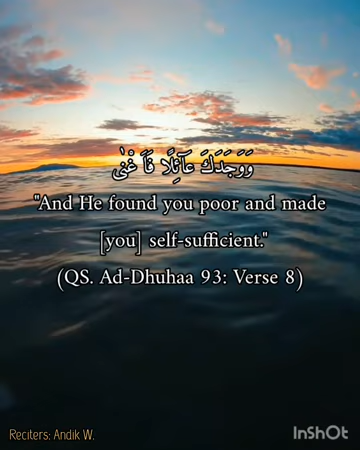 وَوَجَدَكَ عَآئِلًا فَاَ غْنٰى
"And He found you poor and made
[you] self-sufficient."
(QS. Ad-Dhuhaa 93: Verse 8)
Reciters: Andik W.
InShOt